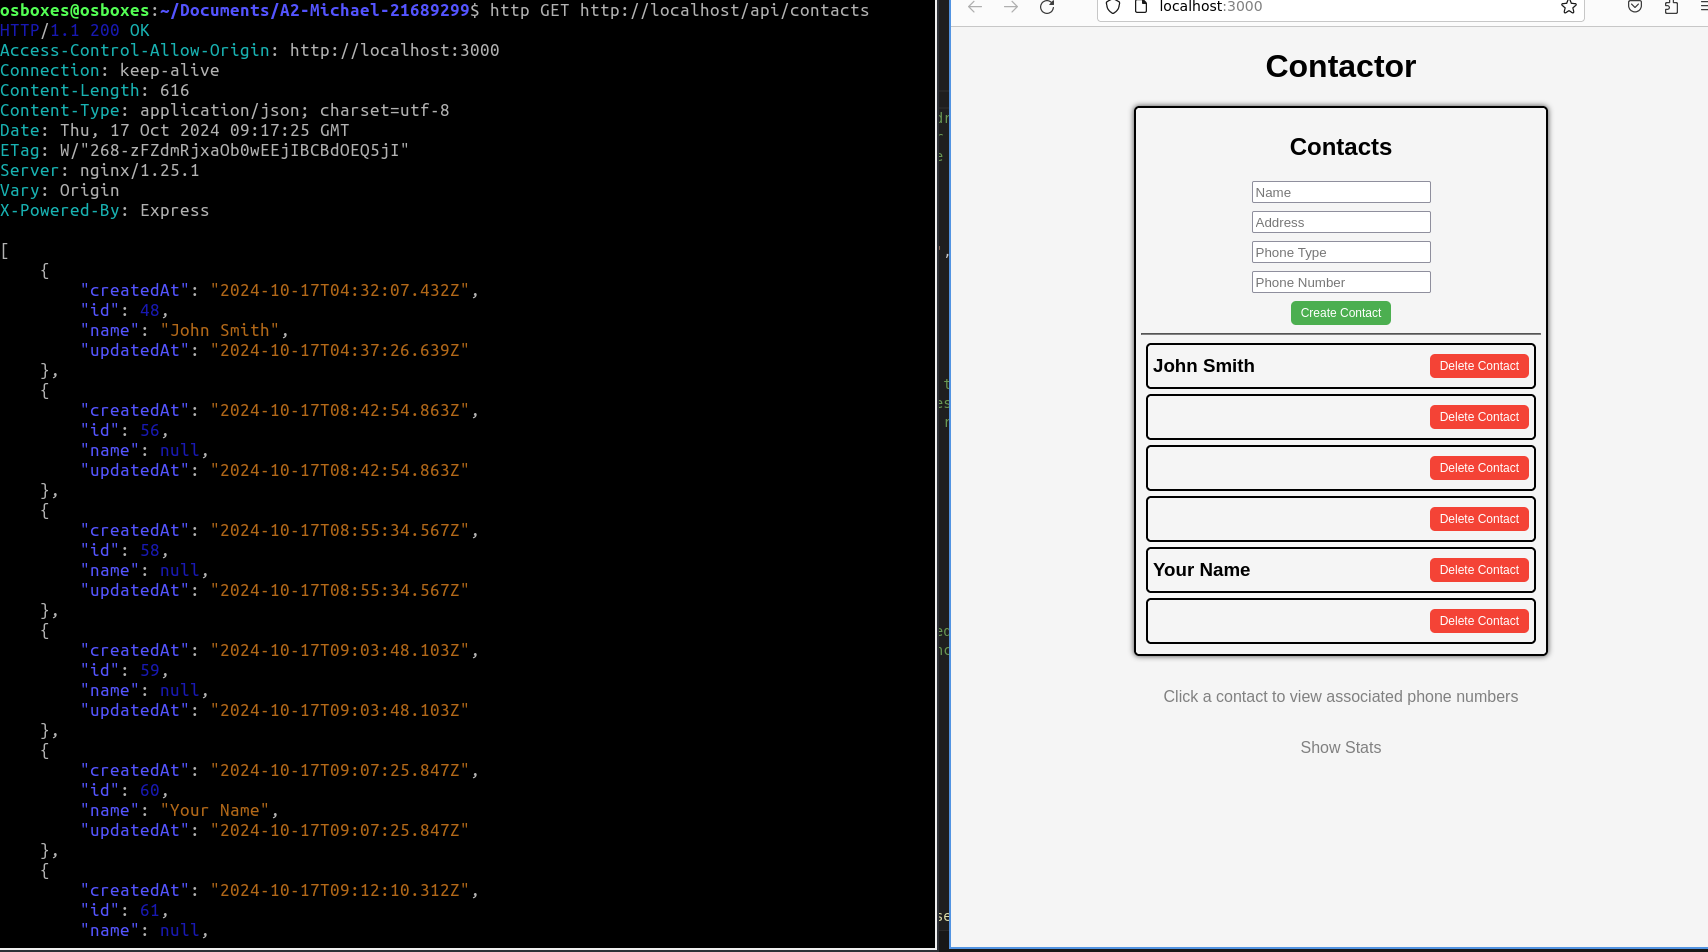 osboxes@osboxes:~/Documents/A2-Michael-21689299$ http GET http://localhost/api/contacts
HTTP/1.1 200 OK
Access-Control-Allow-Origin: http://localhost:3000
Connection: keep-alive
Content-Length: 616
Content-Type: application/json; charset=utf-8
Date: Thu, 17 Oct 2024 09:17:25 GMT
ETag: W/"268-zFZdmRjxaOb0wEEjIBCBdOEQ5jI"
Server: nginx/1.25.1
Vary: Origin
X-Powered-By: Express
[
{
"createdAt": "2024-10-17T04:32:07.432Z",
"id": 48,
"name": "John Smith",
"updatedAt": "2024-10-17T04:37:26.639Z"
},
{
"createdAt": "2024-10-17T08:42:54.863Z",
"id": 56,
"name": null,
"updatedAt": "2024-10-17T08:42:54.863Z"
},
{
"createdAt": "2024-10-17T08:55:34.567Z",
"id": 58,
"name": null,
"updatedAt": "2024-10-17T08:55:34.567Z"
},
{
"createdAt": "2024-10-17T09:03:48.103Z",
"id": 59,
"name": null,
"updatedAt": "2024-10-17T09:03:48.103Z"
},
{
"createdAt": "2024-10-17T09:07:25.847Z",
"id": 60,
"name": "Your Name",
"updatedAt": "2024-10-17T09:07:25.847Z"
},
{
"createdAt": "2024-10-17T09:12:10.312Z",
"id": 61,
"name": null,
localhost:3000
Contactor
Contacts
Name
Address
Phone Type
Phone Number
Create Contact
John Smith Delete Contact
Delete Contact
Delete Contact
Delete Contact
Your Name Delete Contact
Delete Contact
Click a contact to view associated phone numbers
Show Stats